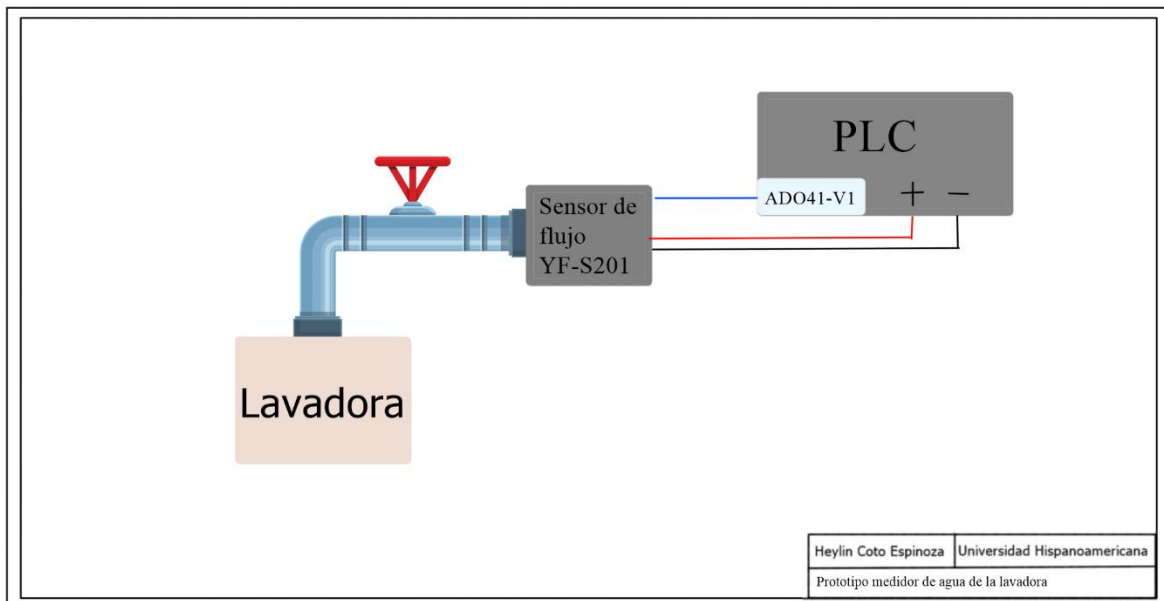 PLC
ADO41-V1
+ −
Sensor de
flujo
YF-S201
Lavadora
Heylin Coto Espinoza
Universidad Hispanoamericana
Prototipo medidor de agua de la lavadora